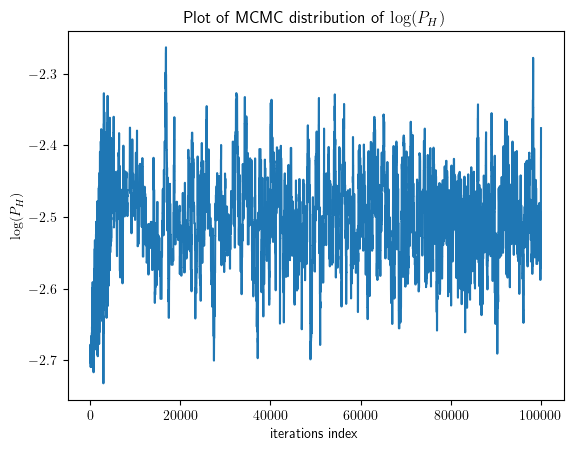 Plot of MCMC distribution of log(P_H)
−2.3
−2.4
−2.5
−2.6
−2.7
log(P_H)
0 20000 40000 60000 80000 100000
iterations index